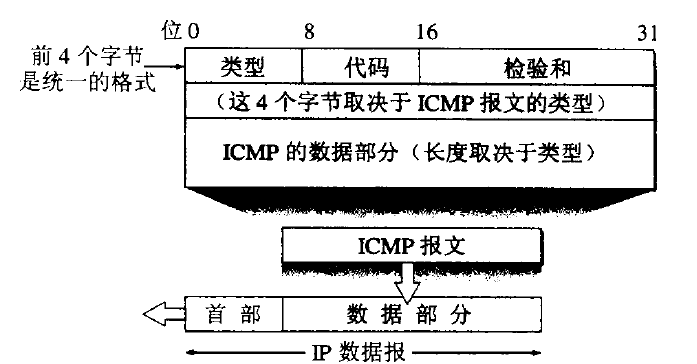 位 0 8 16 31
前 4 个字节
是统一的格式
类型 代码 检验和
(这 4 个字节取决于 ICMP 报文的类型)
ICMP 的数据部分(长度取决于类型)
ICMP 报文
首部 数据部分
IP 数据报